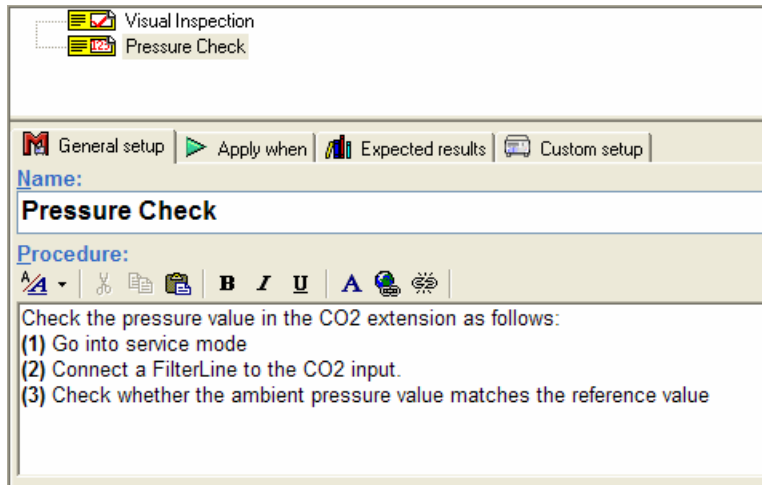 Visual Inspection
123 Pressure Check
General setup Apply when Expected results Custom setup
Name:
Pressure Check
Procedure:
A/A B I U A
Check the pressure value in the CO2 extension as follows:
(1) Go into service mode
(2) Connect a FilterLine to the CO2 input.
(3) Check whether the ambient pressure value matches the reference value